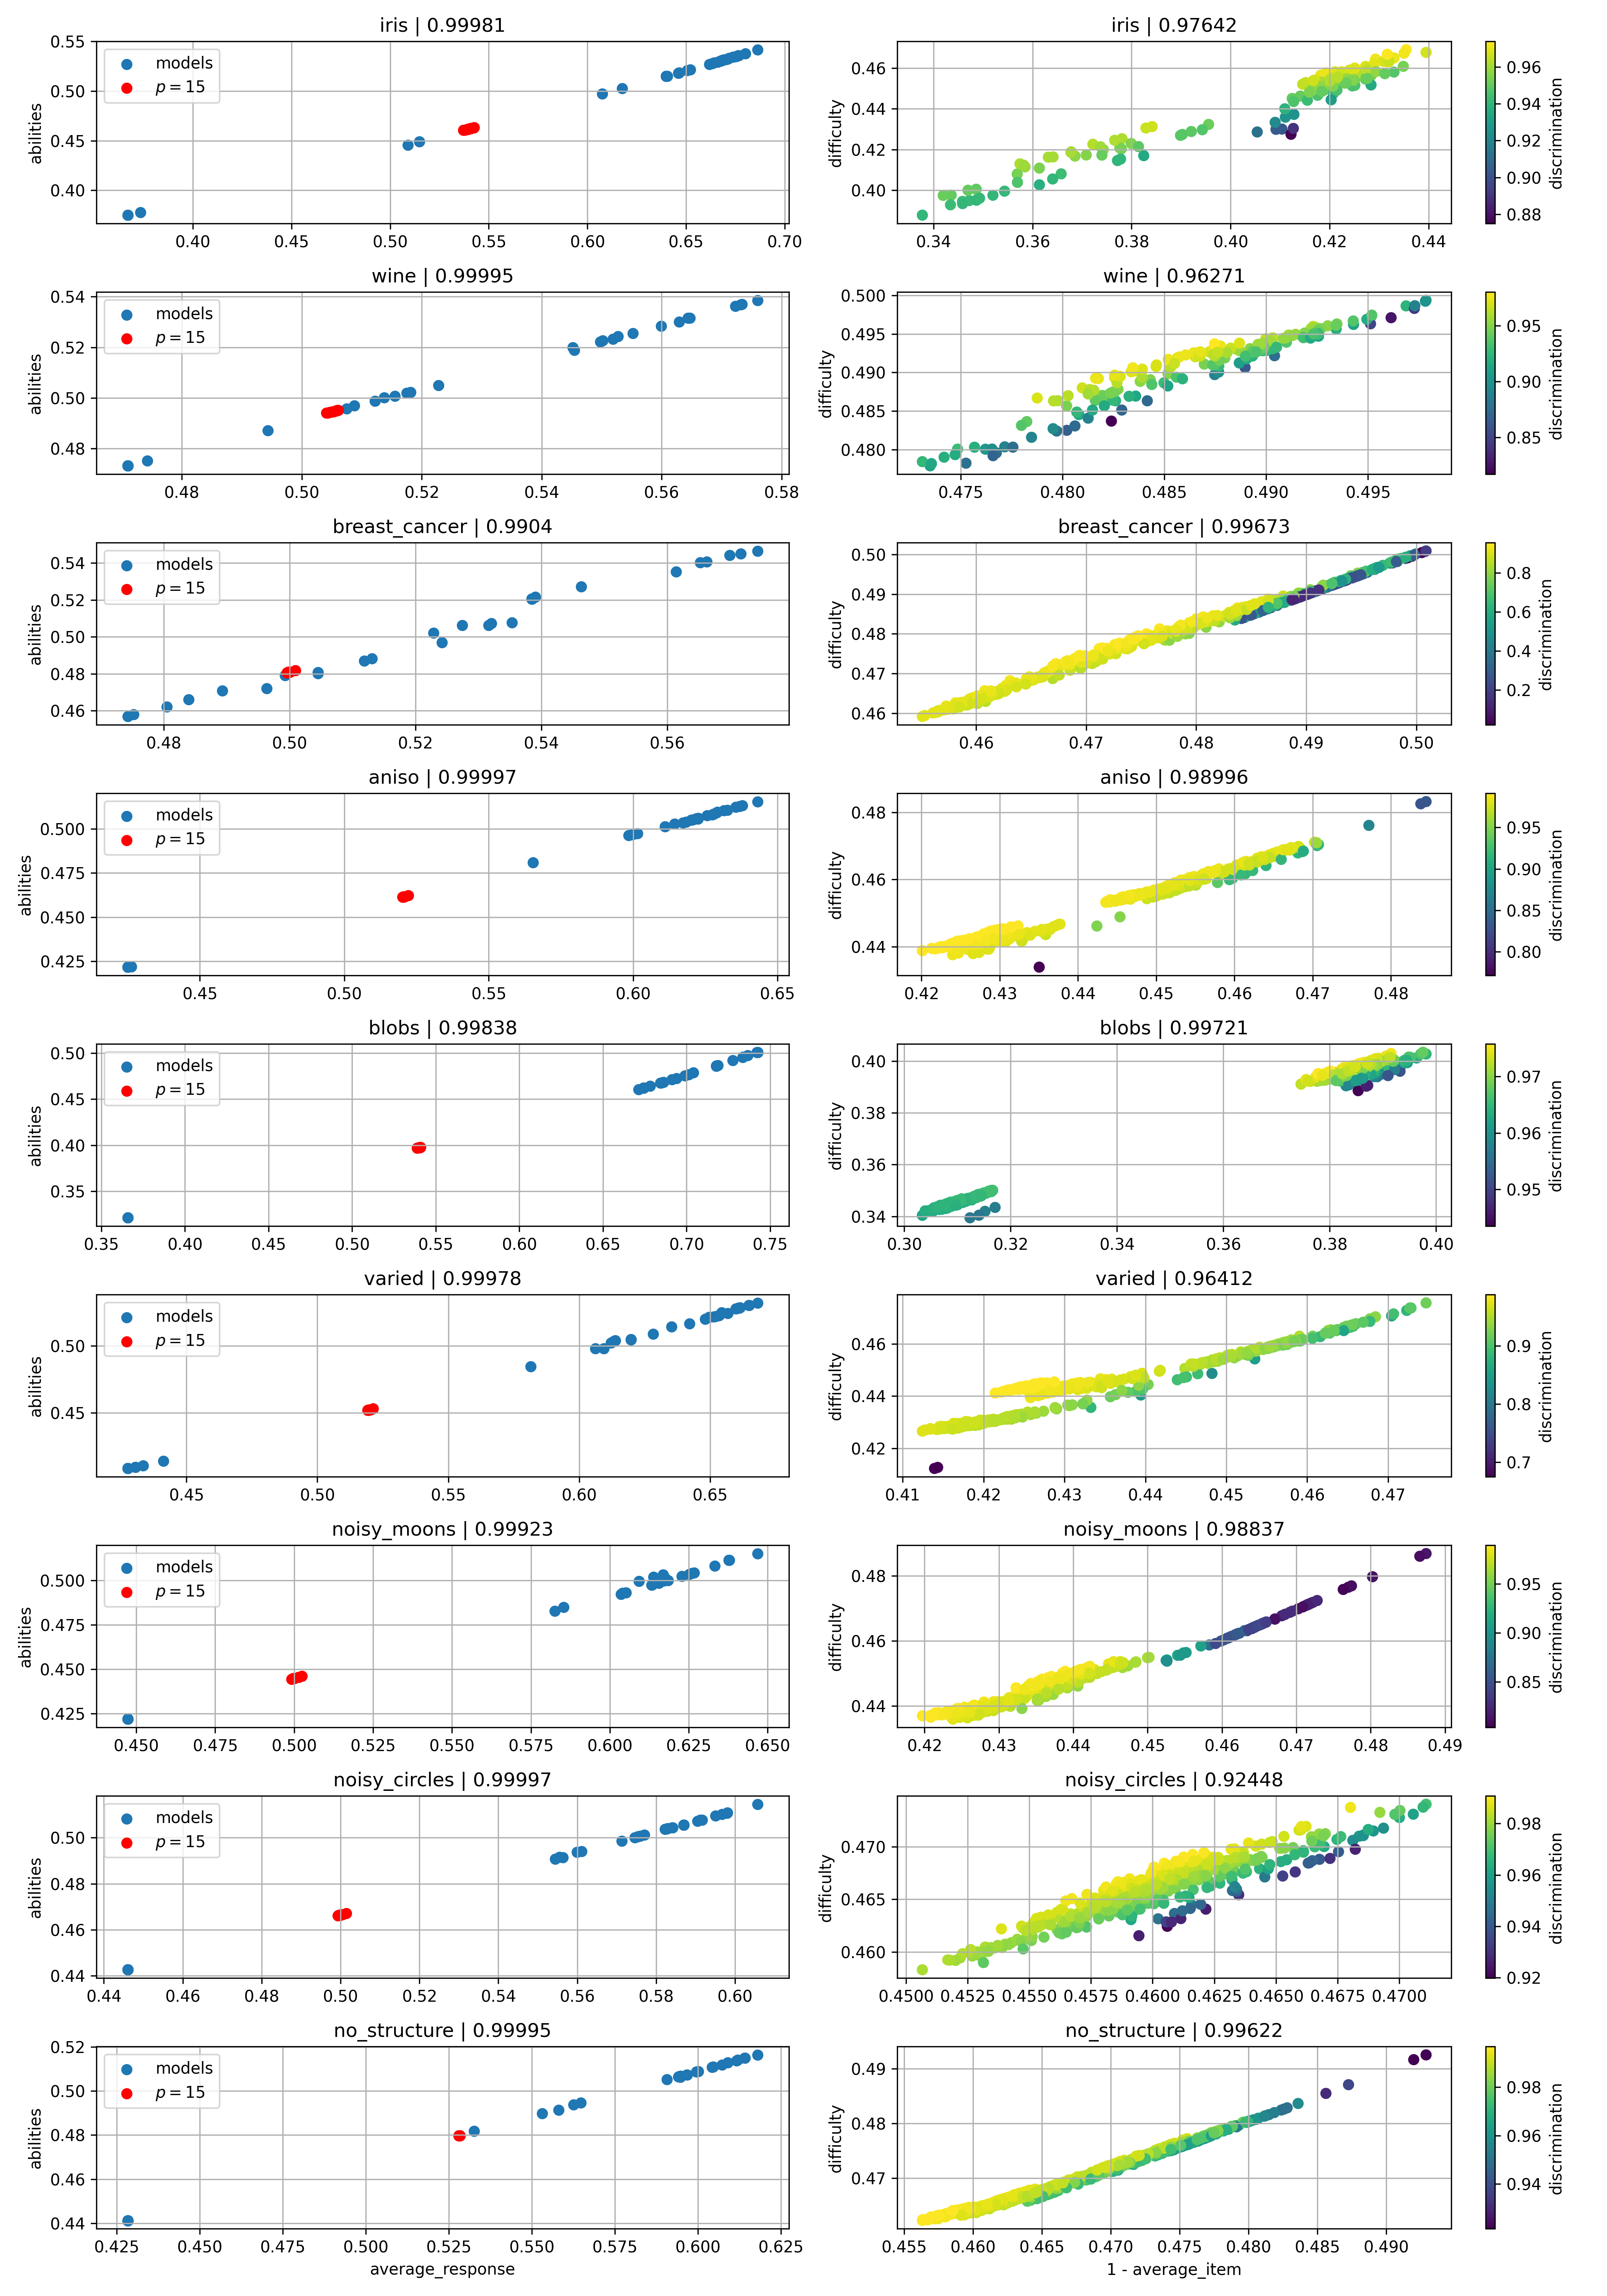 iris | 0.99981
abilities
0.55
0.50
0.45
0.40
models
p = 15
0.40 0.45 0.50 0.55 0.60 0.65 0.70
iris | 0.97642
difficulty
0.46
0.44
0.42
0.40
0.34 0.36 0.38 0.40 0.42 0.44
discrimination
0.96
0.94
0.92
0.90
0.88
wine | 0.99995
abilities
0.54
0.52
0.50
0.48
models
p = 15
0.48 0.50 0.52 0.54 0.56 0.58
wine | 0.96271
difficulty
0.500
0.495
0.490
0.485
0.480
0.475 0.480 0.485 0.490 0.495
discrimination
0.95
0.90
0.85
breast_cancer | 0.9904
abilities
0.54
0.52
0.50
0.48
0.46
models
p = 15
0.48 0.50 0.52 0.54 0.56
breast_cancer | 0.99673
difficulty
0.50
0.49
0.48
0.47
0.46
0.46 0.47 0.48 0.49 0.50
discrimination
0.8
0.6
0.4
0.2
aniso | 0.99997
abilities
0.500
0.475
0.450
0.425
models
p = 15
0.45 0.50 0.55 0.60 0.65
aniso | 0.98996
difficulty
0.48
0.46
0.44
0.42 0.43 0.44 0.45 0.46 0.47 0.48
discrimination
0.95
0.90
0.85
0.80
blobs | 0.99838
abilities
0.50
0.45
0.40
0.35
models
p = 15
0.35 0.40 0.45 0.50 0.55 0.60 0.65 0.70 0.75
blobs | 0.99721
difficulty
0.40
0.38
0.36
0.34
0.30 0.32 0.34 0.36 0.38 0.40
discrimination
0.97
0.96
0.95
varied | 0.99978
abilities
0.50
0.45
models
p = 15
0.45 0.50 0.55 0.60 0.65
varied | 0.96412
difficulty
0.46
0.44
0.42
0.41 0.42 0.43 0.44 0.45 0.46 0.47
discrimination
0.9
0.8
0.7
noisy_moons | 0.99923
abilities
0.500
0.475
0.450
0.425
models
p = 15
0.450 0.475 0.500 0.525 0.550 0.575 0.600 0.625 0.650
noisy_moons | 0.98837
difficulty
0.48
0.46
0.44
0.42 0.43 0.44 0.45 0.46 0.47 0.48 0.49
discrimination
0.95
0.90
0.85
noisy_circles | 0.99997
abilities
0.50
0.48
0.46
0.44
models
p = 15
0.44 0.46 0.48 0.50 0.52 0.54 0.56 0.58 0.60
noisy_circles | 0.92448
difficulty
0.470
0.465
0.460
0.4500 0.4525 0.4550 0.4575 0.4600 0.4625 0.4650 0.4675 0.4700
discrimination
0.98
0.96
0.94
0.92
no_structure | 0.99995
abilities
0.52
0.50
0.48
0.46
0.44
models
p = 15
0.425 0.450 0.475 0.500 0.525 0.550 0.575 0.600 0.625
average_response
no_structure | 0.99622
difficulty
0.49
0.48
0.47
0.455 0.460 0.465 0.470 0.475 0.480 0.485 0.490
1 - average_item
discrimination
0.98
0.96
0.94